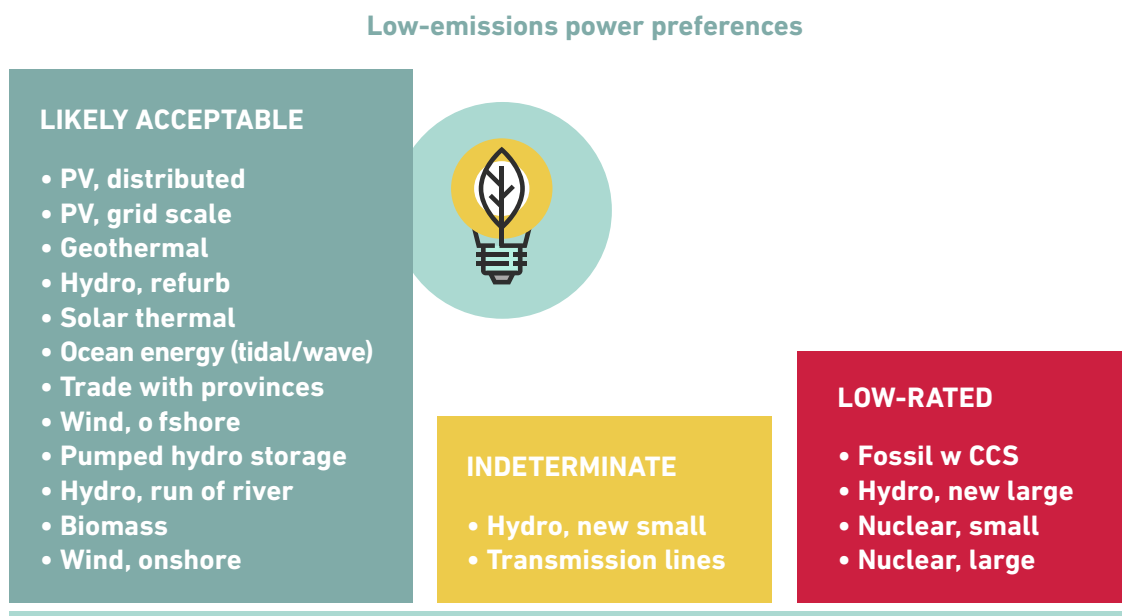 Low-emissions power preferences
LIKELY ACCEPTABLE
• PV, distributed
• PV, grid scale
• Geothermal
• Hydro, refurb
• Solar thermal
• Ocean energy (tidal/wave)
• Trade with provinces
• Wind, o fshore
• Pumped hydro storage
• Hydro, run of river
• Biomass
• Wind, onshore
INDETERMINATE
• Hydro, new small
• Transmission lines
LOW-RATED
• Fossil w CCS
• Hydro, new large
• Nuclear, small
• Nuclear, large